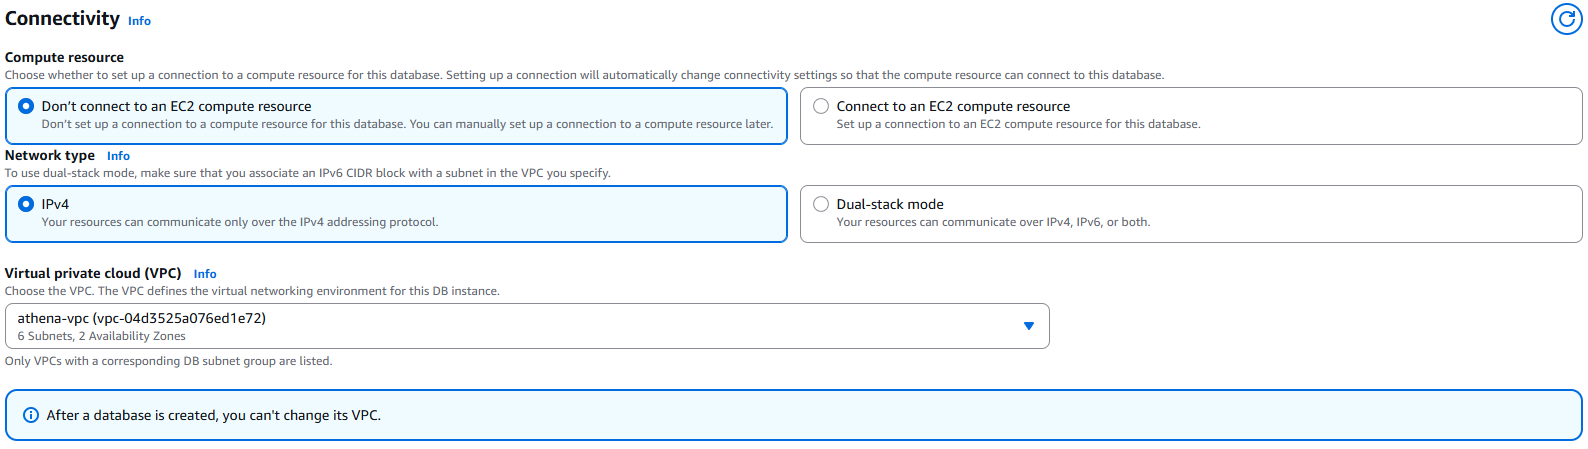 Connectivity Info
Compute resource
Choose whether to set up a connection to a compute resource for this database. Setting up a connection will automatically change connectivity settings so that the compute resource can connect to this database.
Don't connect to an EC2 compute resource
Don't set up a connection to a compute resource for this database. You can manually set up a connection to a compute resource later.
Connect to an EC2 compute resource
Set up a connection to an EC2 compute resource for this database.
Network type Info
To use dual-stack mode, make sure that you associate an IPv6 CIDR block with a subnet in the VPC you specify.
IPv4
Your resources can communicate only over the IPv4 addressing protocol.
Dual-stack mode
Your resources can communicate over IPv4, IPv6, or both.
Virtual private cloud (VPC) Info
Choose the VPC. The VPC defines the virtual networking environment for this DB instance.
athena-vpc (vpc-04d3525a076ed1e72)
6 Subnets, 2 Availability Zones
Only VPCs with a corresponding DB subnet group are listed.
After a database is created, you can't change its VPC.